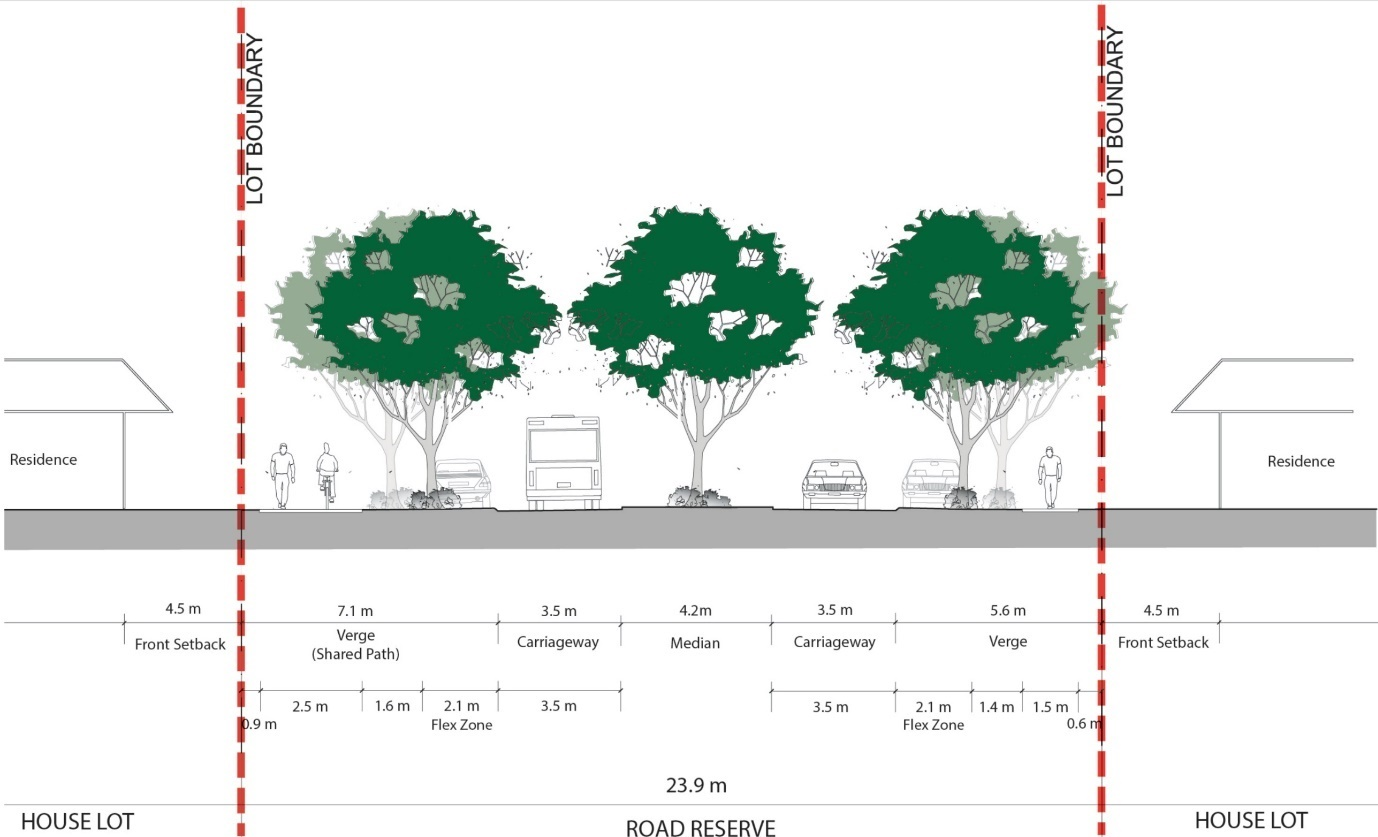 LOT BOUNDARY
LOT BOUNDARY
Residence
Residence
4.5 m
7.1 m
3.5 m
4.2m
3.5 m
5.6 m
4.5 m
Front Setback
Verge
(Shared Path)
Carriageway
Median
Carriageway
Verge
Front Setback
0.9 m
2.5 m
1.6 m
2.1 m
Flex Zone
3.5 m
3.5 m
2.1 m
Flex Zone
1.4 m
1.5 m
0.6 m
23.9 m
HOUSE LOT
ROAD RESERVE
HOUSE LOT